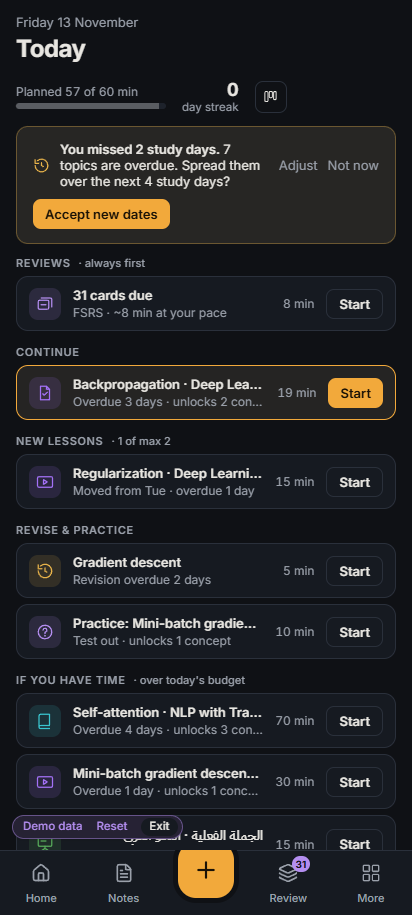 Friday 13 November
Today
Planned 57 of 60 min
0
day streak
You missed 2 study days. 7
topics are overdue. Spread them
over the next 4 study days?
Adjust
Not now
Accept new dates
REVIEWS · always first
31 cards due
FSRS · ~8 min at your pace
8 min
Start
CONTINUE
Backpropagation · Deep Lea...
Overdue 3 days · unlocks 2 con...
19 min
Start
NEW LESSONS · 1 of max 2
Regularization · Deep Learni...
Moved from Tue · overdue 1 day
15 min
Start
REVISE & PRACTICE
Gradient descent
Revision overdue 2 days
5 min
Start
Practice: Mini-batch gradie...
Test out · unlocks 1 concept
10 min
Start
IF YOU HAVE TIME · over today's budget
Self-attention · NLP with Tra...
Overdue 4 days · unlocks 3 con...
70 min
Start
Mini-batch gradient descen...
Overdue 1 day · unlocks 1 conc...
30 min
Start
الجملة الفعلية ·
15 min
Start
Demo data
Reset
Exit
31
Home
Notes
Review
More